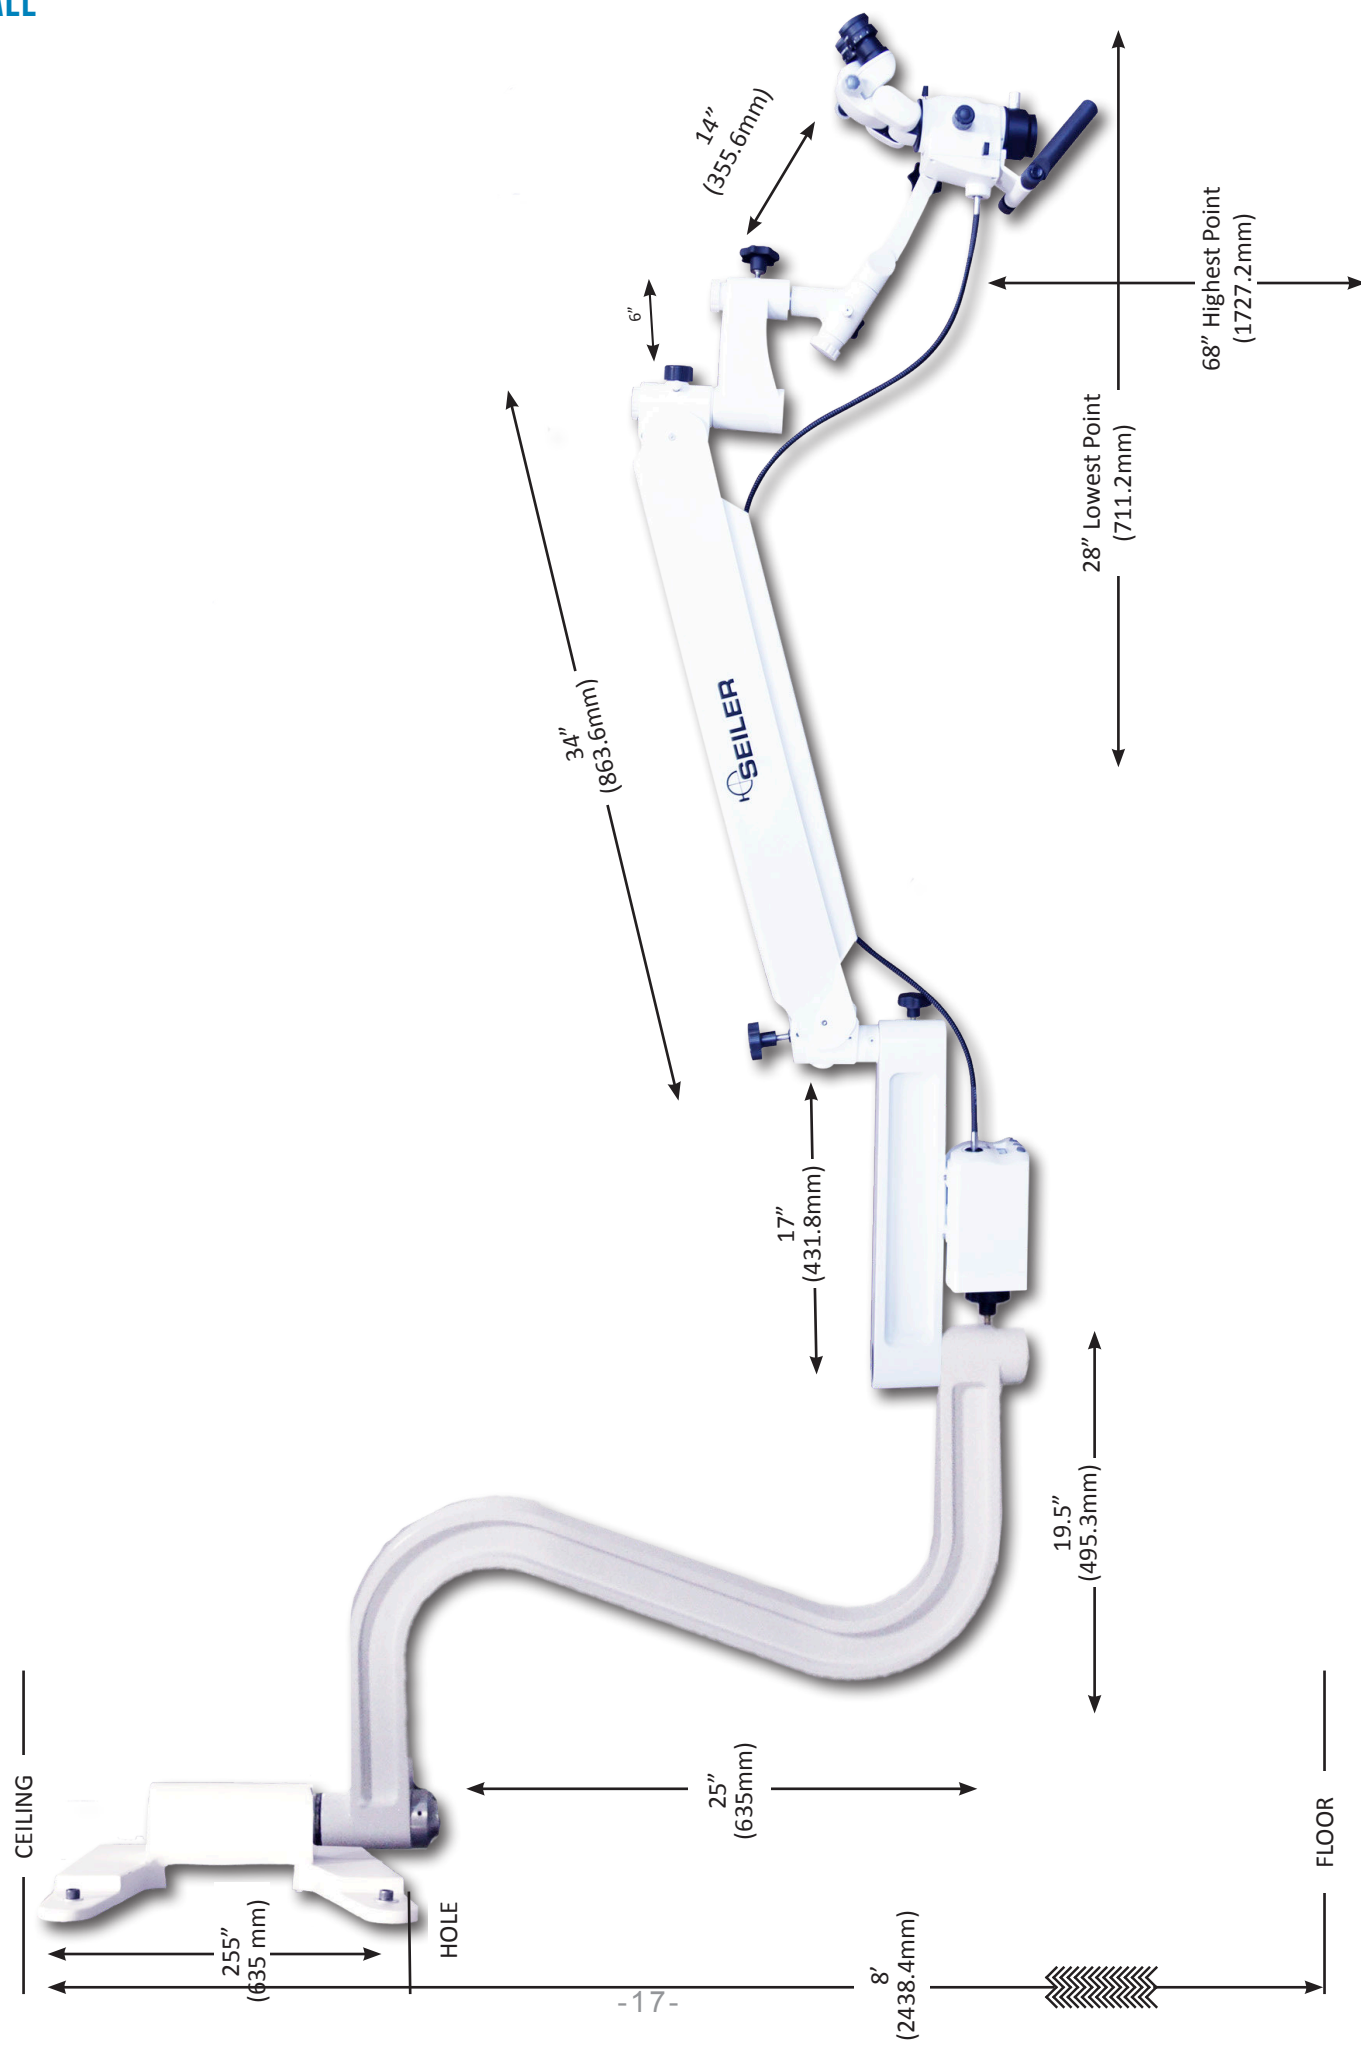 ALL
14”
(355.6mm)
6”
68” Highest Point
(1727.2mm)
28” Lowest Point
(711.2mm)
34”
(863.6mm)
SEILER
17”
(431.8mm)
19.5”
(495.3mm)
25”
(635mm)
CEILING
FLOOR
HOLE
255”
(635 mm)
8’
(2438.4mm)
-17-